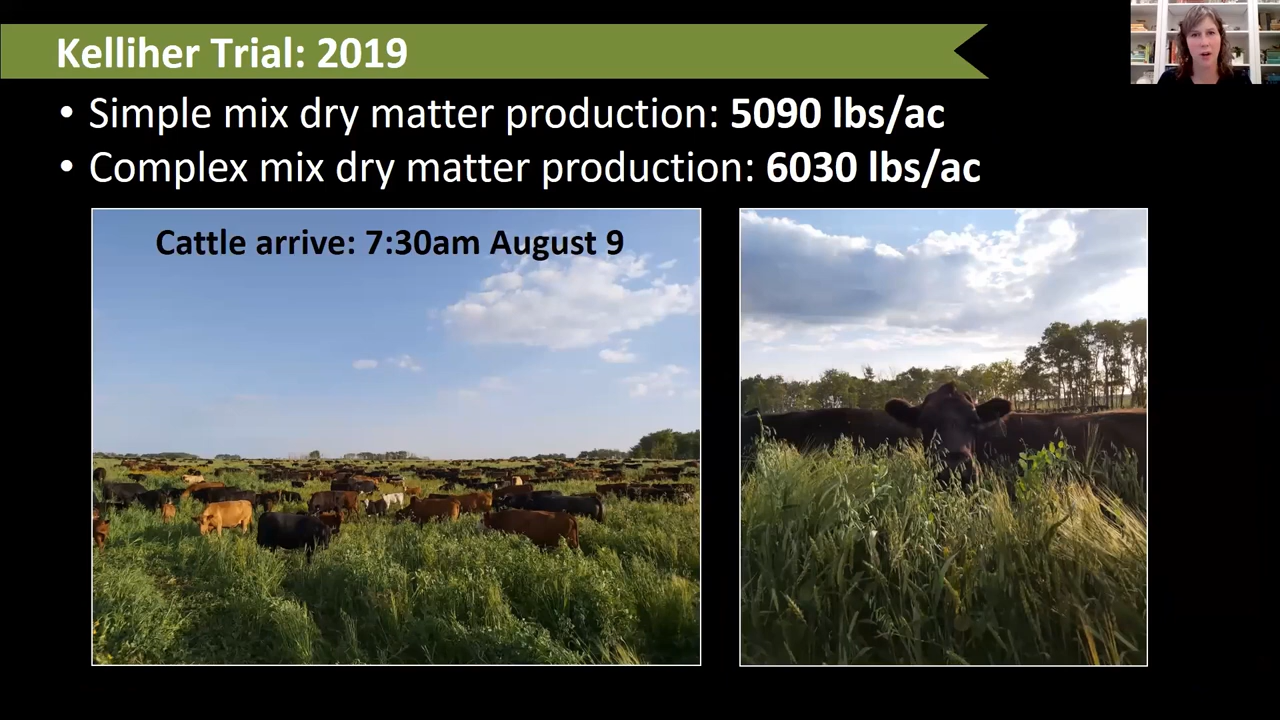 Kelliher Trial: 2019
• Simple mix dry matter production: 5090 lbs/ac
• Complex mix dry matter production: 6030 lbs/ac
Cattle arrive: 7:30am August 9